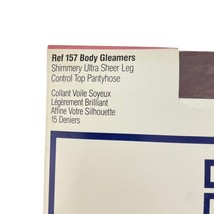 Ref 157 Body Gleamers
Shimmery Ultra Sheer Leg
Control Top Pantyhose
Collant Voile Soyeux
Légèrement Brilliant
Affine Votre Silhouette
15 Deniers